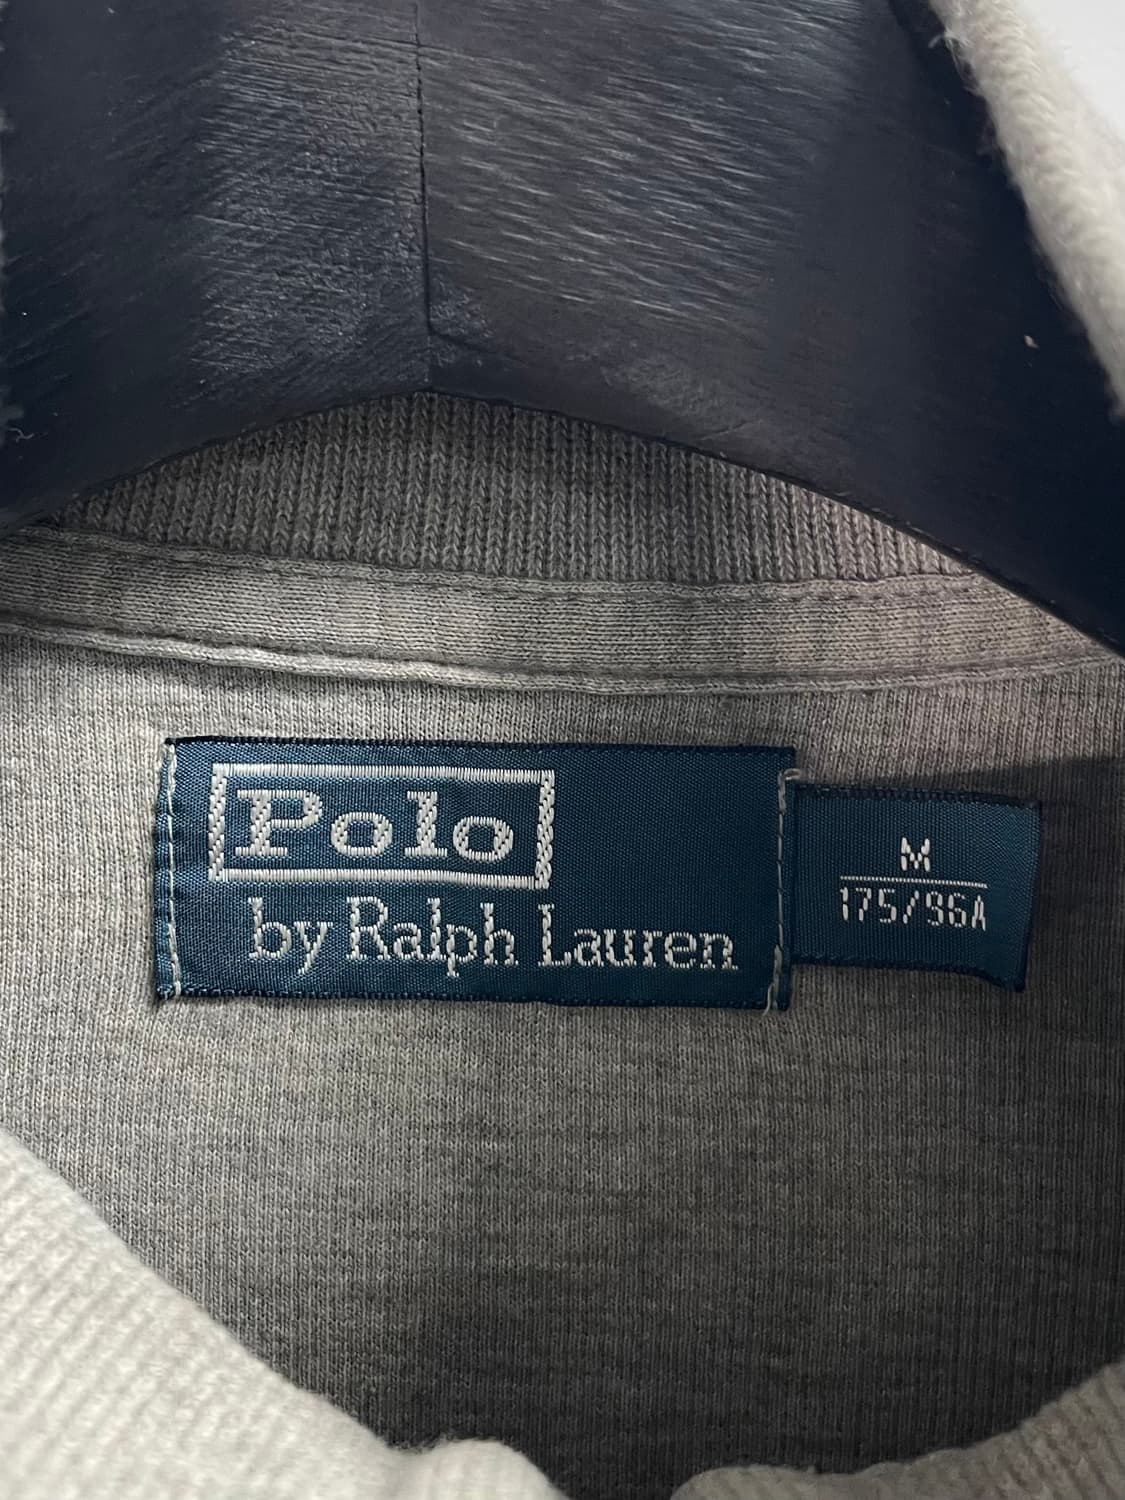 Polo
by Ralph Lauren
M
175/96A